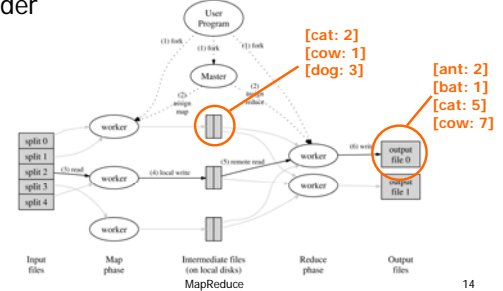 der
User
Program
(1) fork
(1) fork
(1) fork
[cat: 2]
[cow: 1]
[dog: 3]
Master
(2)
assign
map
(2)
assign
reduce
[ant: 2]
[bat: 1]
[cat: 5]
[cow: 7]
worker
split 0
split 1
split 2
split 3
split 4
(3) read
worker
(4) local write
(5) remote read
worker
(6) write
output
file 0
worker
output
file 1
worker
Input
files
Map
phase
Intermediate files
(on local disks)
Reduce
phase
Output
files
MapReduce
14